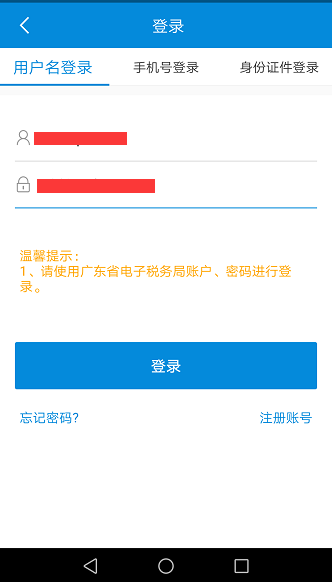 登录
用户名登录
手机号登录
身份证件登录
温馨提示：
1、请使用广东省电子税务局账户、密码进行登
录。
登录
忘记密码?
注册账号